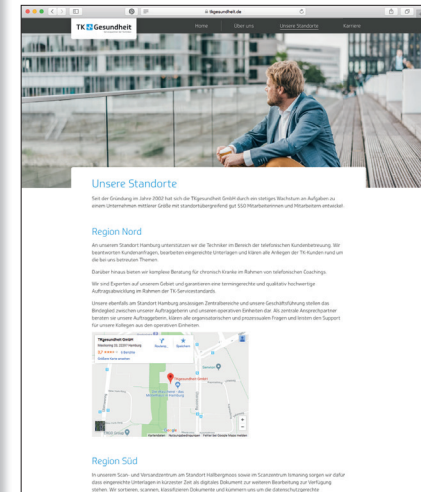 tkgesundheit.de
TK Gesundheit
Home Über uns Unsere Standorte Karriere
Unsere Standorte
Seit der Gründung im Jahre 2002 hat sich die TKgesundheit GmbH durch ein stetiges Wachstum an Aufgaben zu
einem Unternehmen mittlerer Größe mit standortübergreifend gut 550 Mitarbeiterinnen und Mitarbeitern entwickelt.
Region Nord
An unserem Standort Hamburg unterstützen wir die Techniker im Bereich der telefonischen Kundenbetreuung. Wir
beantworten Kundenanfragen, bearbeiten eingereichte Unterlagen und klären alle Anliegen der TK-Kunden rund um
die bei uns betreuten Themen.
Darüber hinaus bieten wir komplexe Beratung für chronisch Kranke im Rahmen von telefonischen Coachings.
Wir sind Experten auf unserem Gebiet und garantieren eine termingerechte und qualitativ hochwertige
Auftragsabwicklung im Rahmen der TK-Servicestandards.
Unsere ebenfalls am Standort Hamburg ansässigen Zentralbereiche und unsere Geschäftsführung stellen das
Bindeglied zwischen unserer Auftraggeberin und unseren operativen Einheiten dar. Als zentrale Ansprechpartner
beraten sie unsere Auftraggeberin, klären alle organisatorischen und prozessualen Fragen und leisten den Support
für unsere Kollegen aus den operativen Einheiten.
TKgesundheit GmbH
Hamburg
Routen
Speichern
Größere Karte ansehen
TKgesundheit GmbH
Region Süd
In unserem Scan- und Versandzentrum am Standort Hallbergmoos sowie im Scanzentrum Ismaning sorgen wir dafür
dass eingereichte Unterlagen in kürzester Zeit als digitales Dokument zur weiteren Bearbeitung zur Verfügung
stehen. Wir sortieren, scannen, klassifizieren Dokumente und kümmern uns um die datenschutzgerechte